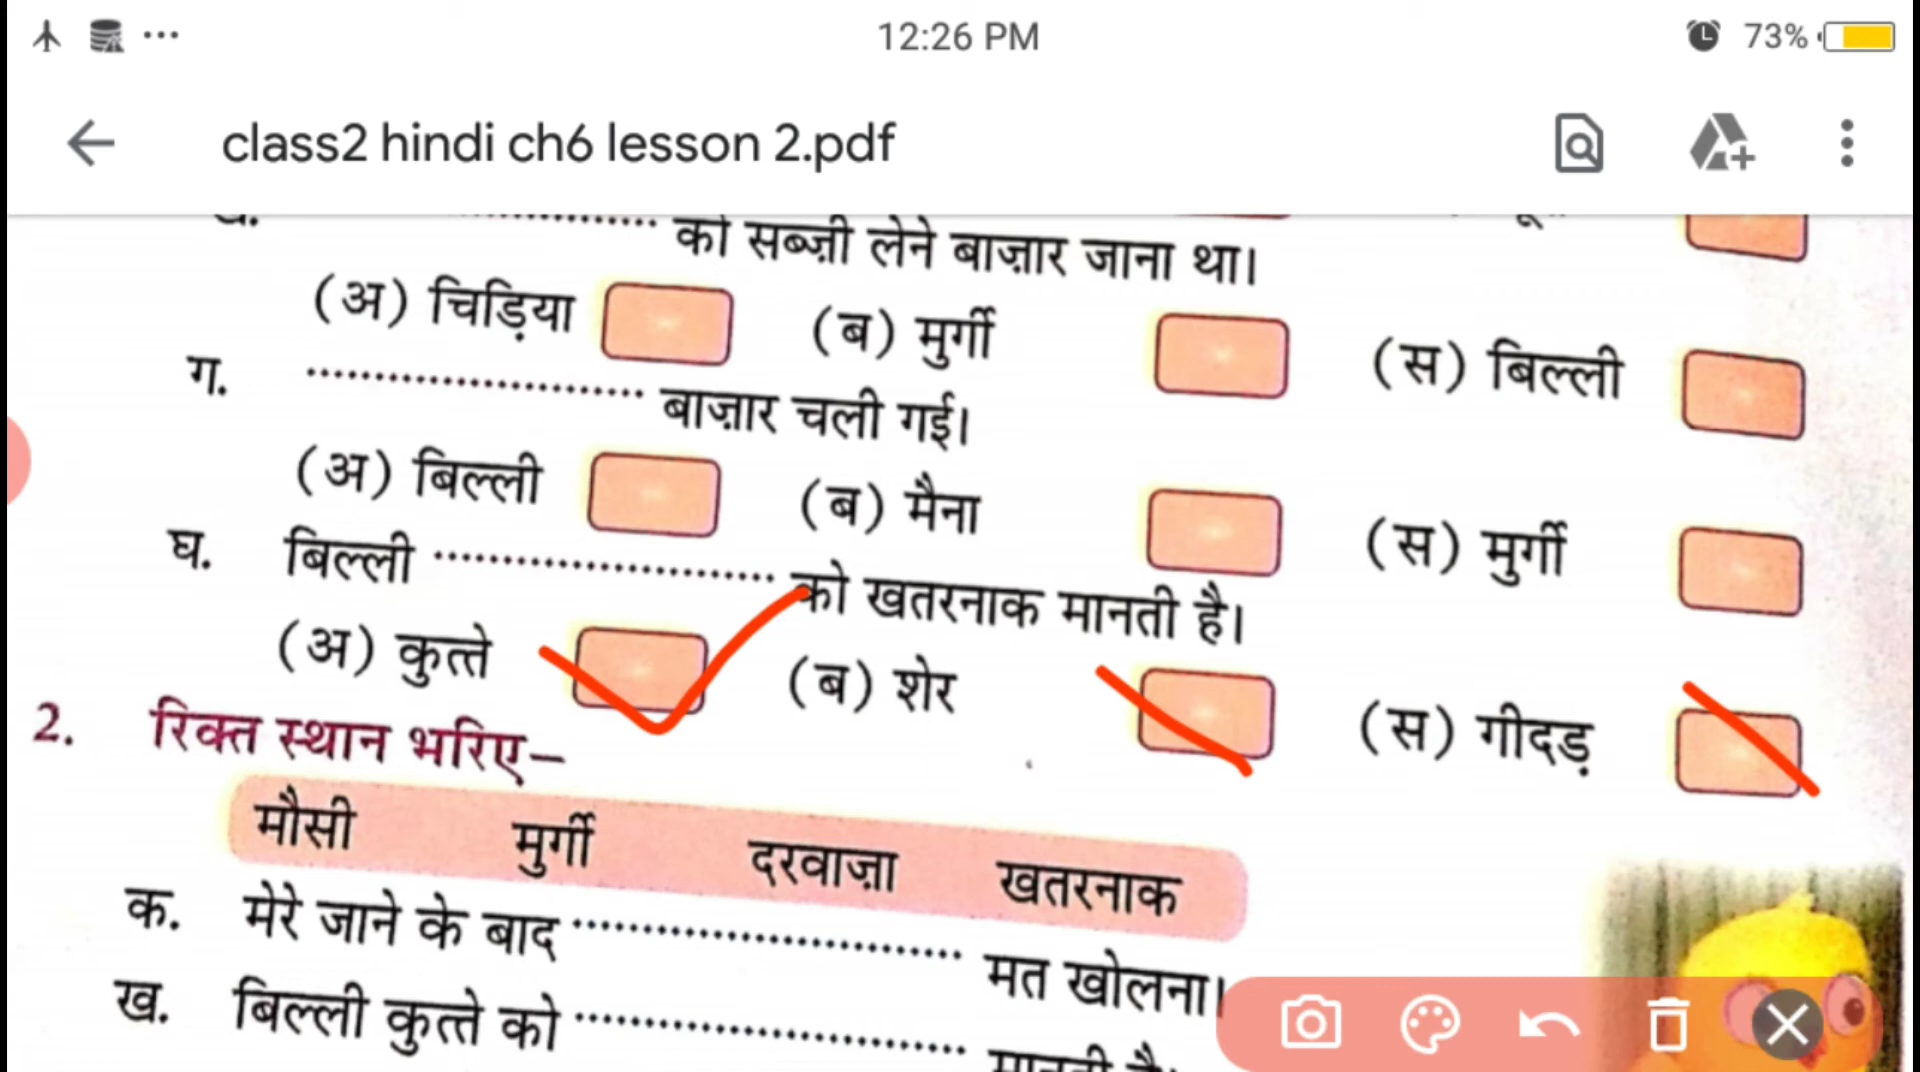 12:26 PM
73%
class2 hindi ch6 lesson 2.pdf
........................ को सब्ज़ी लेने बाज़ार जाना था।
(अ) चिड़िया (ब) मुर्गी (स) बिल्ली
ग. ........................ बाज़ार चली गई।
(अ) बिल्ली (ब) मैना (स) मुर्गी
घ. बिल्ली ........................ को खतरनाक मानती है।
(अ) कुत्ते (ब) शेर (स) गीदड़
2. रिक्त स्थान भरिए–
मौसी मुर्गी दरवाज़ा खतरनाक
क. मेरे जाने के बाद ........................ मत खोलना।
ख. बिल्ली कुत्ते को ........................